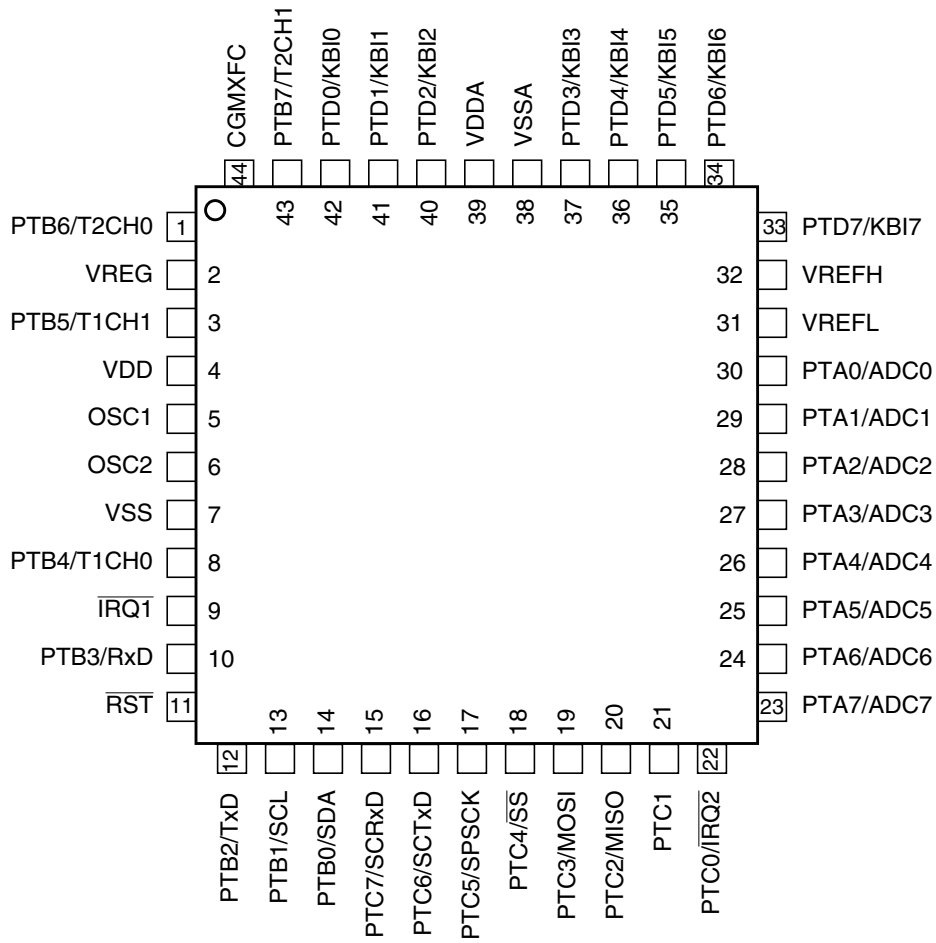 CGMXFC
PTB7/T2CH1
PTD0/KBI0
PTD1/KBI1
PTD2/KBI2
VDDA
VSSA
PTD3/KBI3
PTD4/KBI4
PTD5/KBI5
PTD6/KBI6
44
43
42
41
40
39
38
37
36
35
34
PTB6/T2CH0 1
VREG 2
PTB5/T1CH1 3
VDD 4
OSC1 5
OSC2 6
VSS 7
PTB4/T1CH0 8
IRQ1 9
PTB3/RxD 10
RST 11
33 PTD7/KBI7
32 VREFH
31 VREFL
30 PTA0/ADC0
29 PTA1/ADC1
28 PTA2/ADC2
27 PTA3/ADC3
26 PTA4/ADC4
25 PTA5/ADC5
24 PTA6/ADC6
23 PTA7/ADC7
12
13
14
15
16
17
18
19
20
21
22
PTB2/TxD
PTB1/SCL
PTB0/SDA
PTC7/SCRxD
PTC6/SCTxD
PTC5/SPSCK
PTC4/SS
PTC3/MOSI
PTC2/MISO
PTC1
PTC0/IRQ2